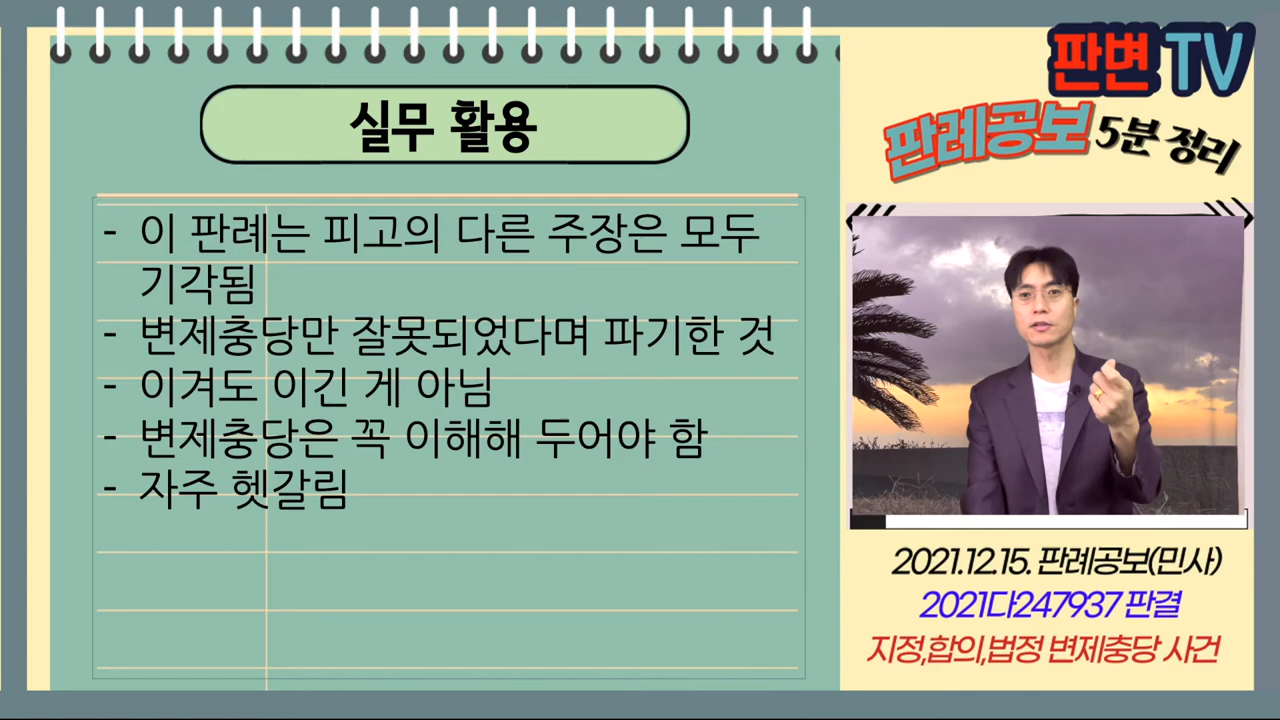 실무 활용
- 이 판례는 피고의 다른 주장은 모두
기각됨
- 변제충당만 잘못되었다며 파기한 것
- 이겨도 이긴 게 아님
- 변제충당은 꼭 이해해 두어야 함
- 자주 헷갈림
판변 TV
판례공보 5분 정리
2021.12.15. 판례공보(민사)
2021다247937 판결
지정,합의,법정 변제충당 사건